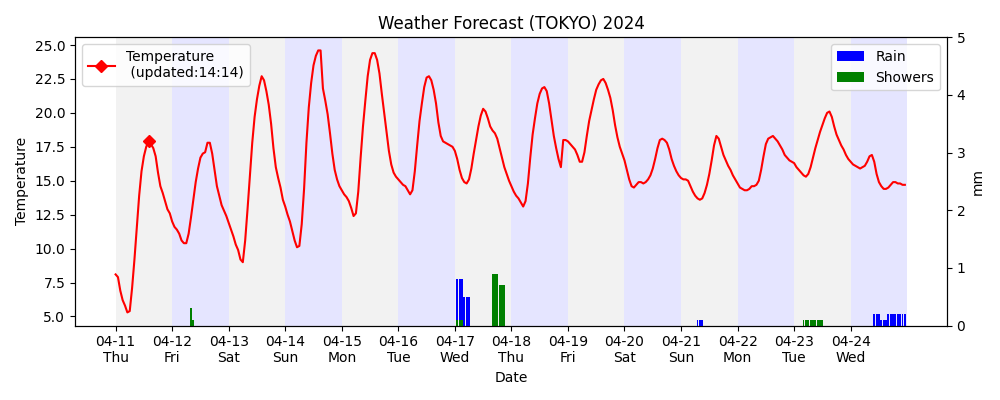 Weather Forecast (TOKYO) 2024
Temperature
(updated:14:14)
Rain
Showers
Temperature
25.0
22.5
20.0
17.5
15.0
12.5
10.0
7.5
5.0
5
4
3
2
1
0
mm
04-11 04-12 04-13 04-14 04-15 04-16 04-17 04-18 04-19 04-20 04-21 04-22 04-23 04-24
Thu Fri Sat Sun Mon Tue Wed Thu Fri Sat Sun Mon Tue Wed
Date